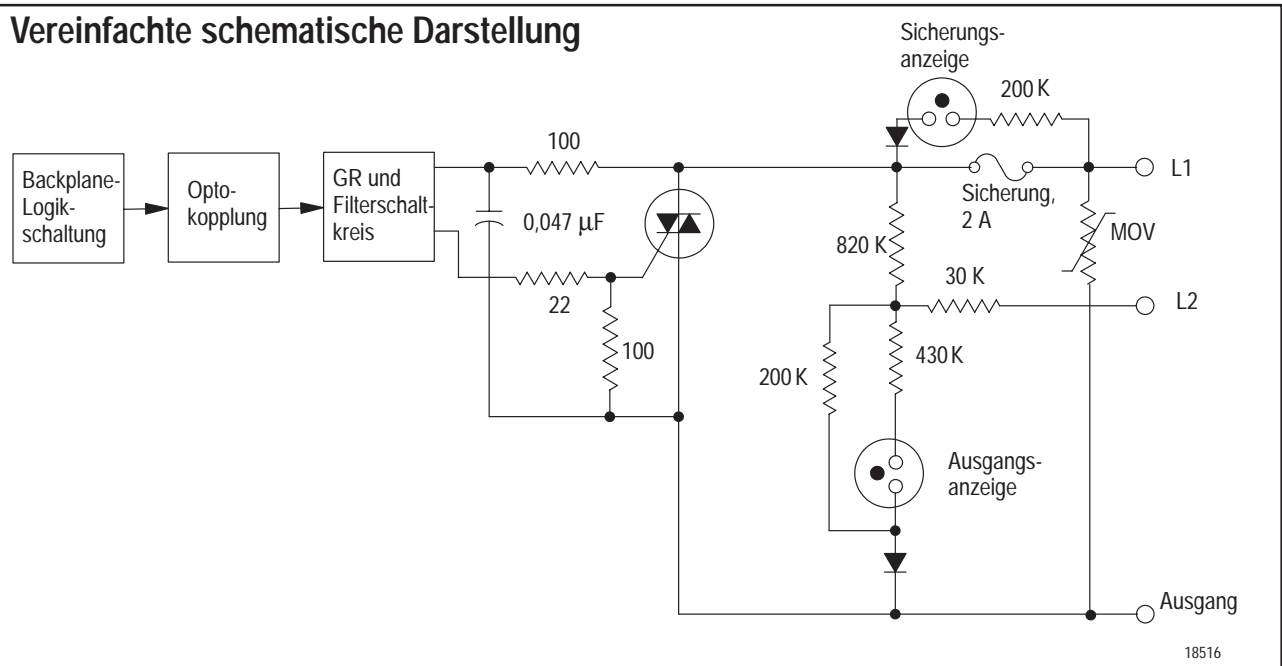 Vereinfachte schematische Darstellung
Sicherungs-
anzeige
200 K
100
Backplane-
Logik-
schaltung
Opto-
kopplung
GR und
Filterschalt-
kreis
0,047 µF
22
100
L1
Sicherung,
2 A
MOV
820 K
30 K
L2
200 K
430 K
Ausgangs-
anzeige
Ausgang
18516